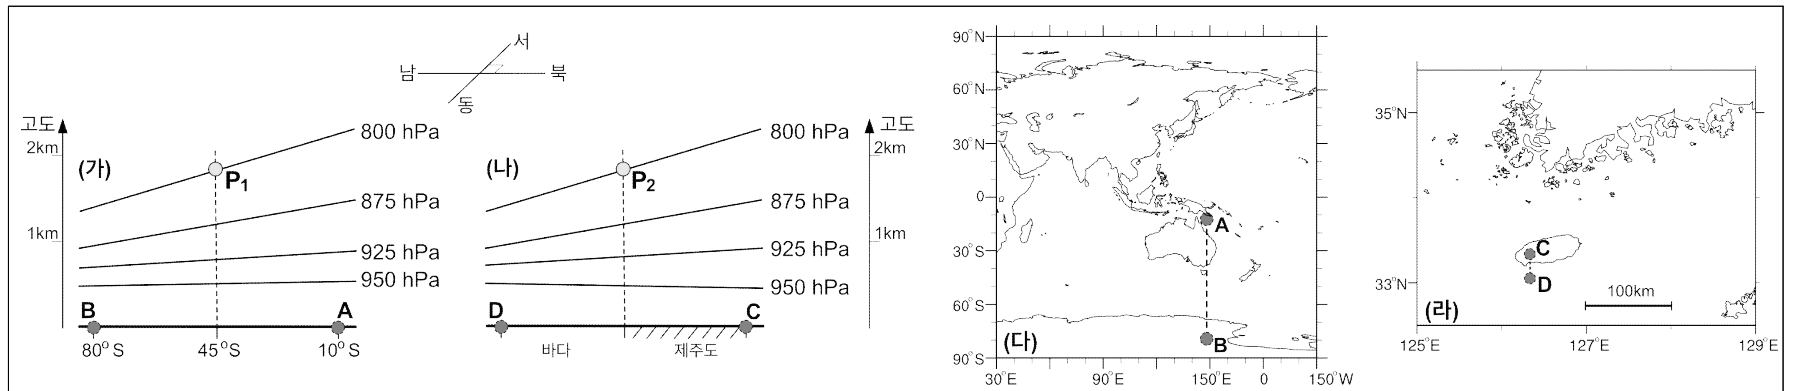 서
남
북
동
고도
2km
1km
(가)
P₁
800 hPa
875 hPa
925 hPa
950 hPa
B
A
80°S
45°S
10°S
(나)
P₂
800 hPa
875 hPa
925 hPa
950 hPa
D
C
바다
제주도
고도
2km
1km
90°N
60°N
30°N
0
30°S
60°S
90°S
A
B
(다)
30°E
90°E
150°E
0
150°W
35°N
33°N
C
D
100km
(라)
125°E
127°E
129°E